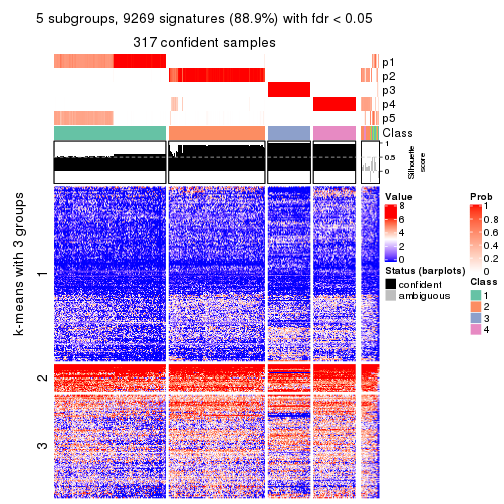 5 subgroups, 9269 signatures (88.9%) with fdr < 0.05
317 confident samples
p1
p2
p3
p4
p5
Class
1
0.5
0
Silhouette
score
k-means with 3 groups
1
2
3
Value
8
6
4
2
0
Status (barplots)
confident
ambiguous
Prob
1
0.8
0.6
0.4
0.2
0
Class
1
2
3
4